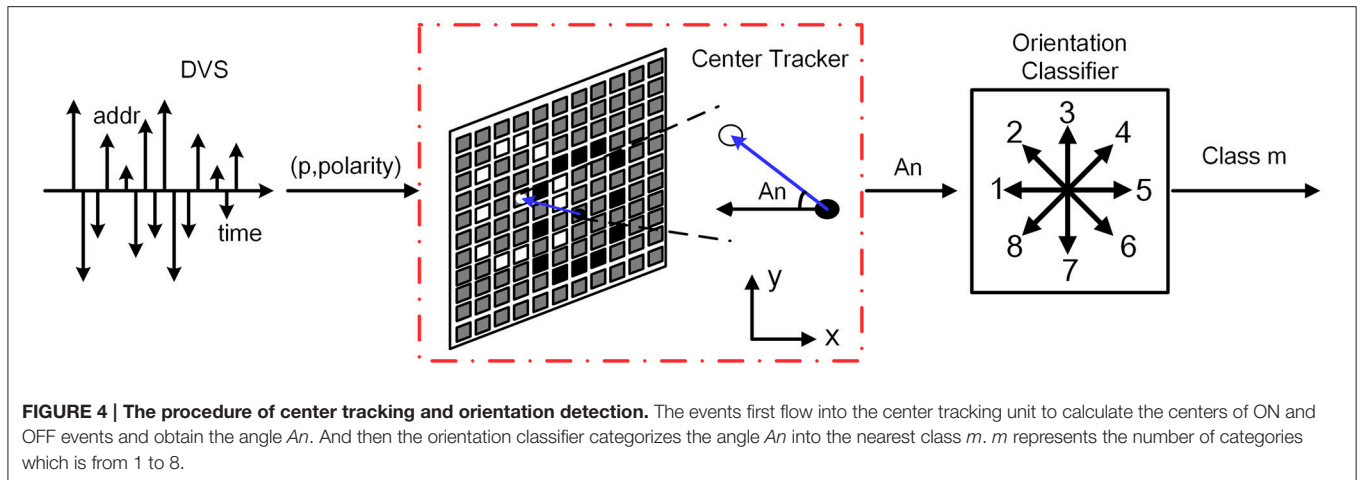 DVS
addr
time
(p,polarity)
Center Tracker
An
y
x
An
Orientation
Classifier
1
2
3
4
5
6
7
8
Class m
FIGURE 4 | The procedure of center tracking and orientation detection. The events first flow into the center tracking unit to calculate the centers of ON and
OFF events and obtain the angle An. And then the orientation classifier categorizes the angle An into the nearest class m. m represents the number of categories
which is from 1 to 8.